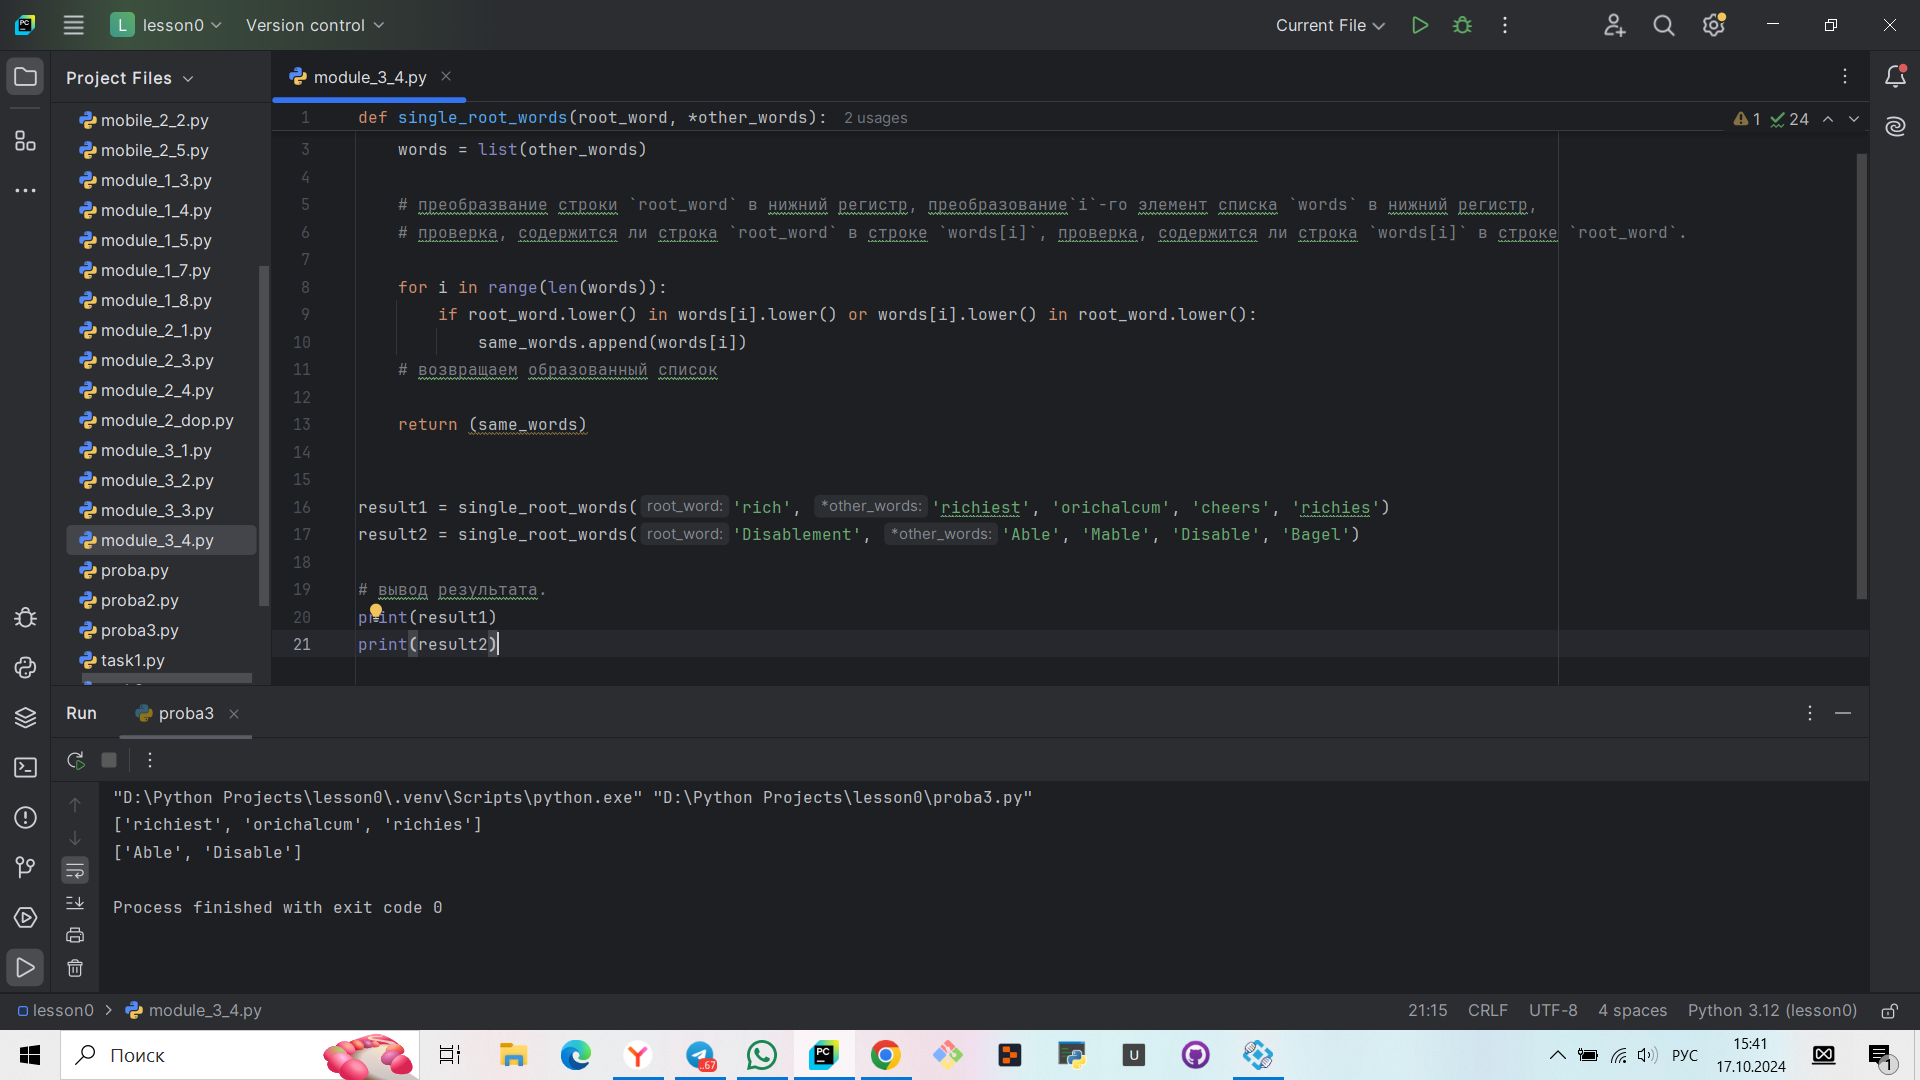 PC
L lesson0 Version control Current File
Project Files
module_3_4.py
mobile_2_2.py
mobile_2_5.py
module_1_3.py
module_1_4.py
module_1_5.py
module_1_7.py
module_1_8.py
module_2_1.py
module_2_3.py
module_2_4.py
module_2_dop.py
module_3_1.py
module_3_2.py
module_3_3.py
module_3_4.py
proba.py
proba2.py
proba3.py
task1.py
1 def single_root_words(root_word, *other_words): 2 usages
1 24
3 words = list(other_words)
4
5 # преобразвание строки `root_word` в нижний регистр, преобразование`i`-го элемент списка `words` в нижний регистр,
6 # проверка, содержится ли строка `root_word` в строке `words[i]`, проверка, содержится ли строка `words[i]` в строке `root_word`.
7
8 for i in range(len(words)):
9 if root_word.lower() in words[i].lower() or words[i].lower() in root_word.lower():
10 same_words.append(words[i])
11 # возвращаем образованный список
12
13 return (same_words)
14
15
16 result1 = single_root_words( root_word: 'rich', *other_words: 'richiest', 'orichalcum', 'cheers', 'richies')
17 result2 = single_root_words( root_word: 'Disablement', *other_words: 'Able', 'Mable', 'Disable', 'Bagel')
18
19 # вывод результата.
20 print(result1)
21 print(result2)
Run proba3
"D:\Python Projects\lesson0\.venv\Scripts\python.exe" "D:\Python Projects\lesson0\proba3.py"
['richiest', 'orichalcum', 'richies']
['Able', 'Disable']
Process finished with exit code 0
lesson0 module_3_4.py 21:15 CRLF UTF-8 4 spaces Python 3.12 (lesson0)
Поиск
67
PC
U
РУС
15:41
17.10.2024
1